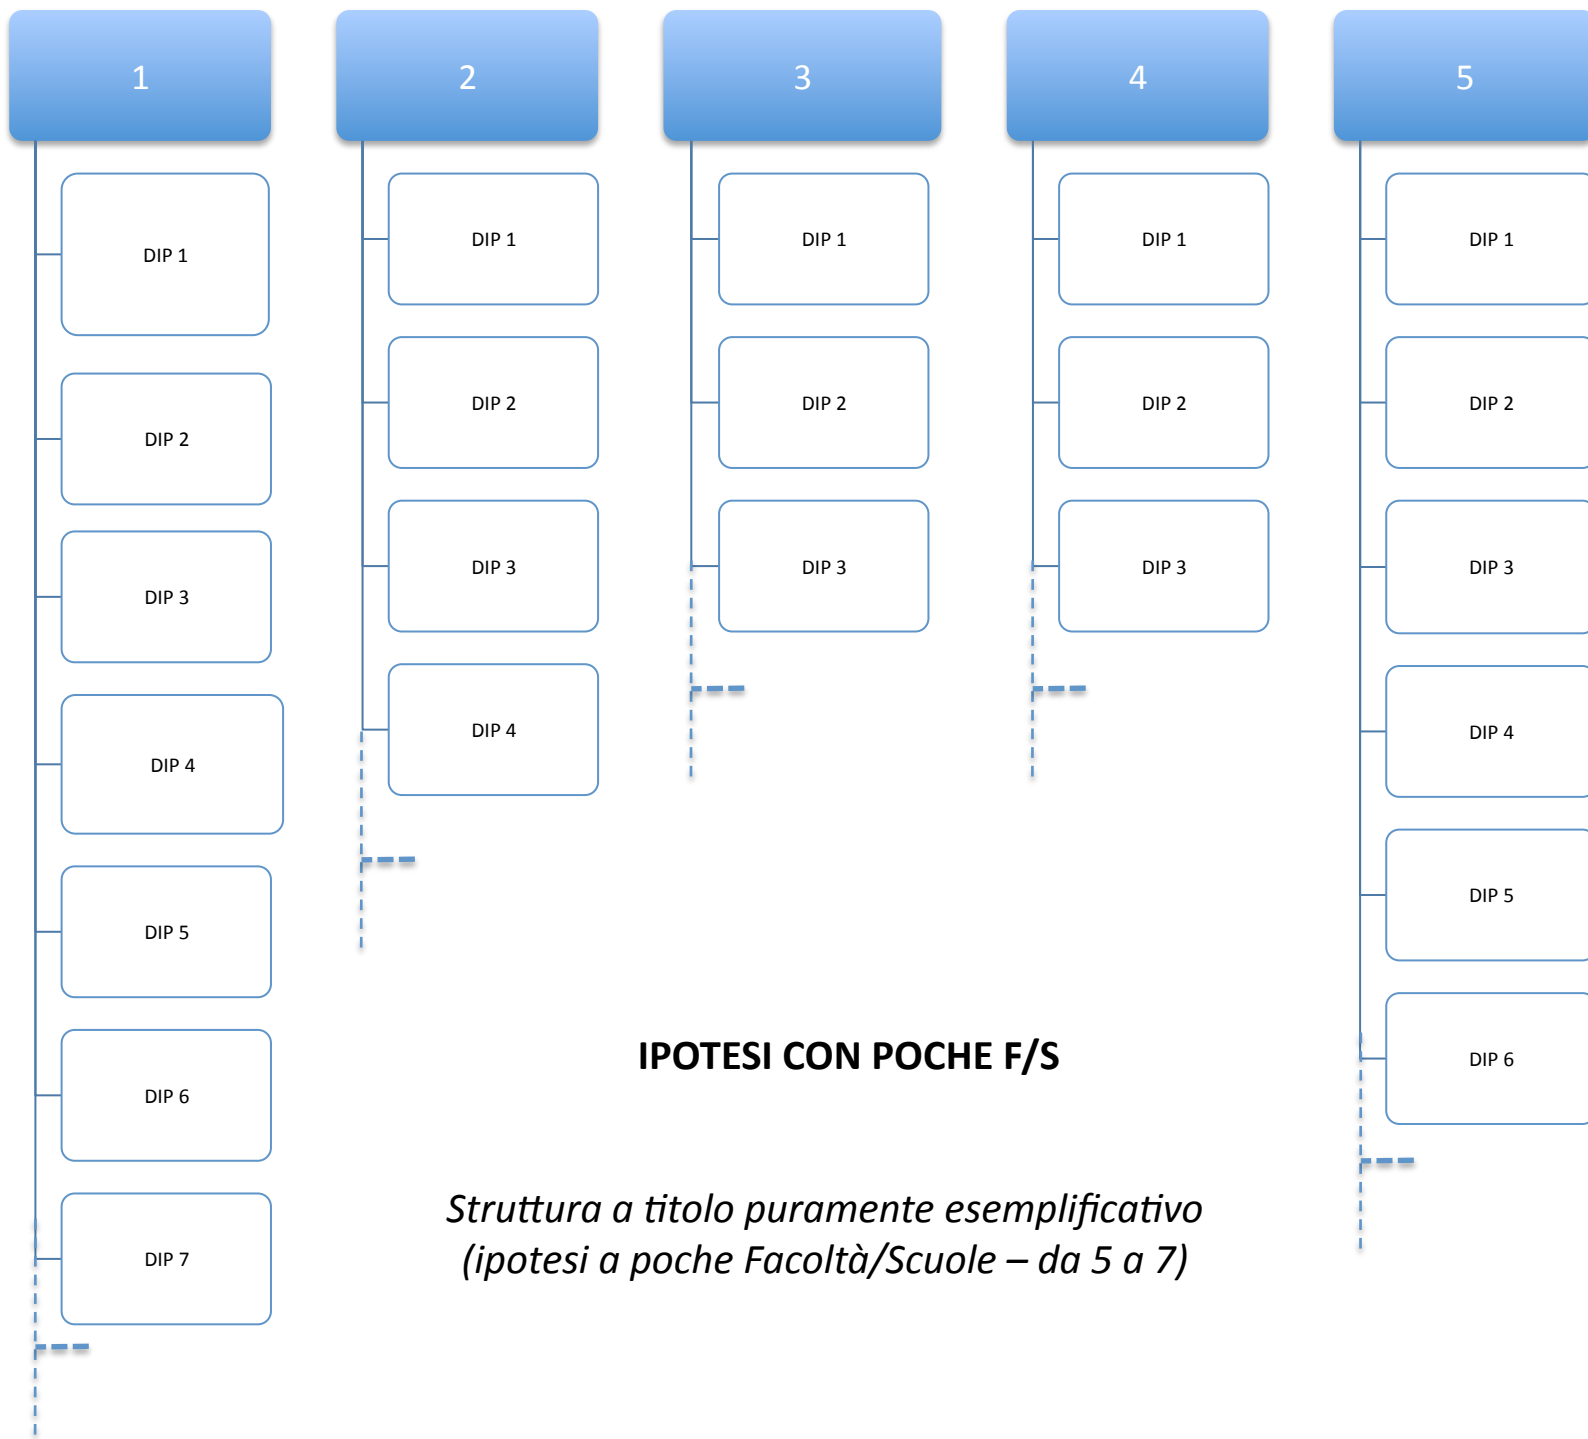 1
DIP 1
DIP 2
DIP 3
DIP 4
DIP 5
DIP 6
DIP 7
2
DIP 1
DIP 2
DIP 3
DIP 4
3
DIP 1
DIP 2
DIP 3
4
DIP 1
DIP 2
DIP 3
5
DIP 1
DIP 2
DIP 3
DIP 4
DIP 5
DIP 6
IPOTESI CON POCHE F/S
Struttura a titolo puramente esemplificativo
(ipotesi a poche Facoltà/Scuole – da 5 a 7)